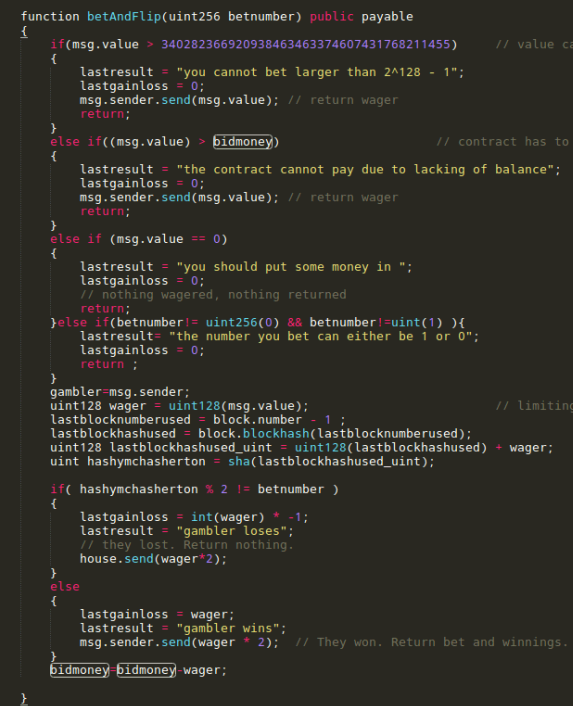 function betAndFlip(uint256 betnumber) public payable
{
if(msg.value > 340282366920938463463374607431768211455) // value ca
{
lastresult = "you cannot bet larger than 2^128 - 1";
lastgainloss = 0;
msg.sender.send(msg.value); // return wager
return;
}
else if((msg.value) > bidmoney) // contract has to
{
lastresult = "the contract cannot pay due to lacking of balance";
lastgainloss = 0;
msg.sender.send(msg.value); // return wager
return;
}
else if (msg.value == 0)
{
lastresult = "you should put some money in ";
lastgainloss = 0;
// nothing wagered, nothing returned
return;
}else if(betnumber!= uint256(0) && betnumber!=uint(1) ){
lastresult= "the number you bet can either be 1 or 0";
lastgainloss = 0;
return ;
}
gambler=msg.sender;
uint128 wager = uint128(msg.value); // limiting
lastblocknumberused = block.number - 1 ;
lastblockhashused = block.blockhash(lastblocknumberused);
uint128 lastblockhashused_uint = uint128(lastblockhashused) + wager;
uint hashymchasherton = sha(lastblockhashused_uint);
if( hashymchasherton % 2 != betnumber )
{
lastgainloss = int(wager) * -1;
lastresult = "gambler loses";
// they lost. Return nothing.
house.send(wager*2);
}
else
{
lastgainloss = wager;
lastresult = "gambler wins";
msg.sender.send(wager * 2); // They won. Return bet and winnings.
}
bidmoney=bidmoney-wager;
}